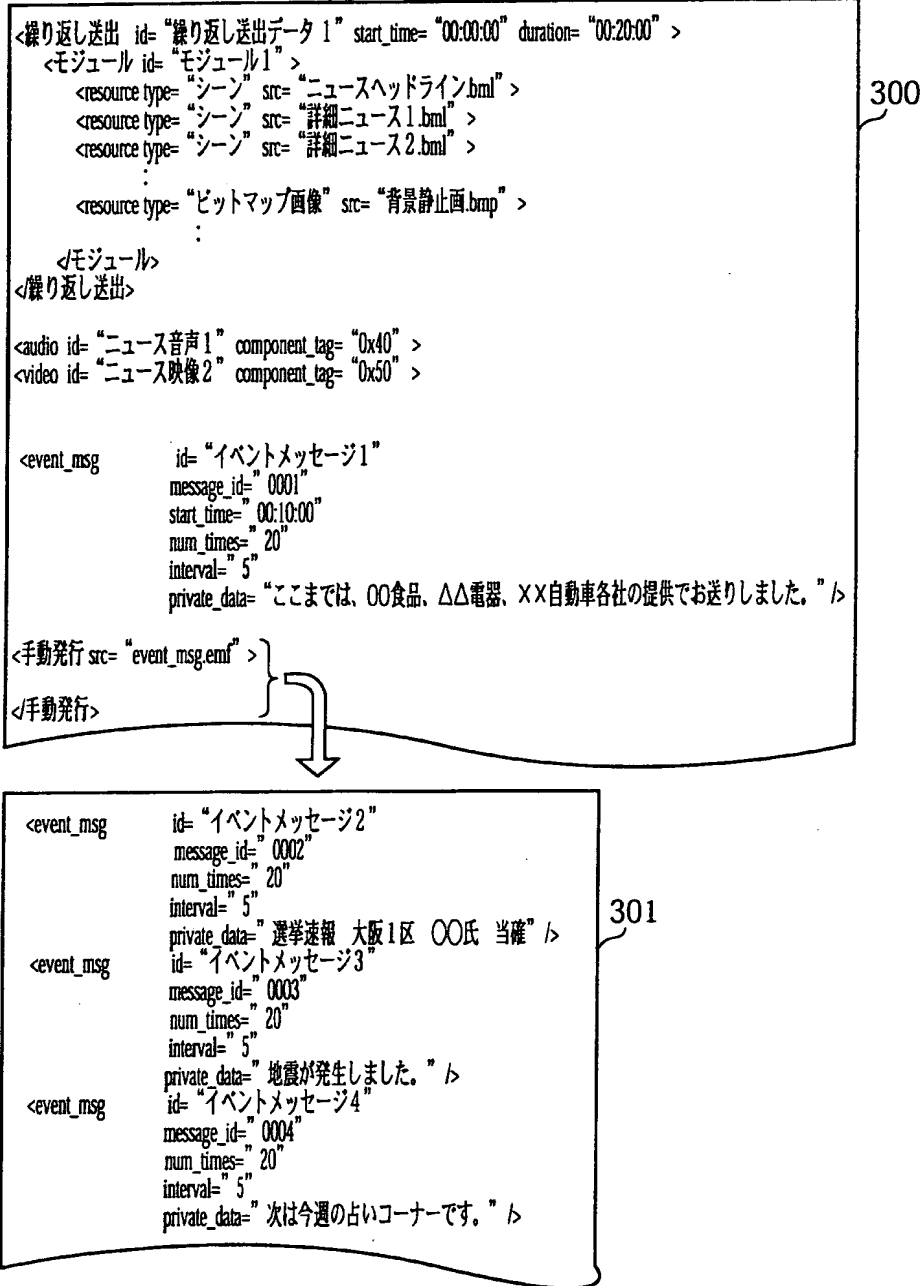 <繰り返し送出 id= “繰り返し送出データ 1” start_time= “00:00:00” duration= “00:20:00” >
<モジュール id= “モジュール1” >
<resource type= “シーン” src= “ニュースヘッドライン.bml” >
<resource type= “シーン” src= “詳細ニュース1.bml” >
<resource type= “シーン” src= “詳細ニュース2.bml” >
:
<resource type= “ビットマップ画像” src= “背景静止画.bmp” >
:
</モジュール>
</繰り返し送出>
300
<audio id= “ニュース音声1” component_tag= “0x40” >
<video id= “ニュース映像2” component_tag= “0x50” >
<event_msg id= “イベントメッセージ1”
message_id=” 0001”
start_time=” 00:10:00”
num_times=” 20”
interval=” 5”
private_data= “ここまでは、○○食品、△△電器、××自動車各社の提供でお送りしました。” />
<手動発行 src= “event_msg.emf” >
</手動発行>
<event_msg id= “イベントメッセージ2”
message_id=” 0002”
num_times=” 20”
interval=” 5”
private_data=” 選挙速報 大阪1区 ○○氏 当確” />
301
<event_msg id= “イベントメッセージ3”
message_id=” 0003”
num_times=” 20”
interval=” 5”
private_data=” 地震が発生しました。” />
<event_msg id= “イベントメッセージ4”
message_id=” 0004”
num_times=” 20”
interval=” 5”
private_data=” 次は今週の占いコーナーです。” />